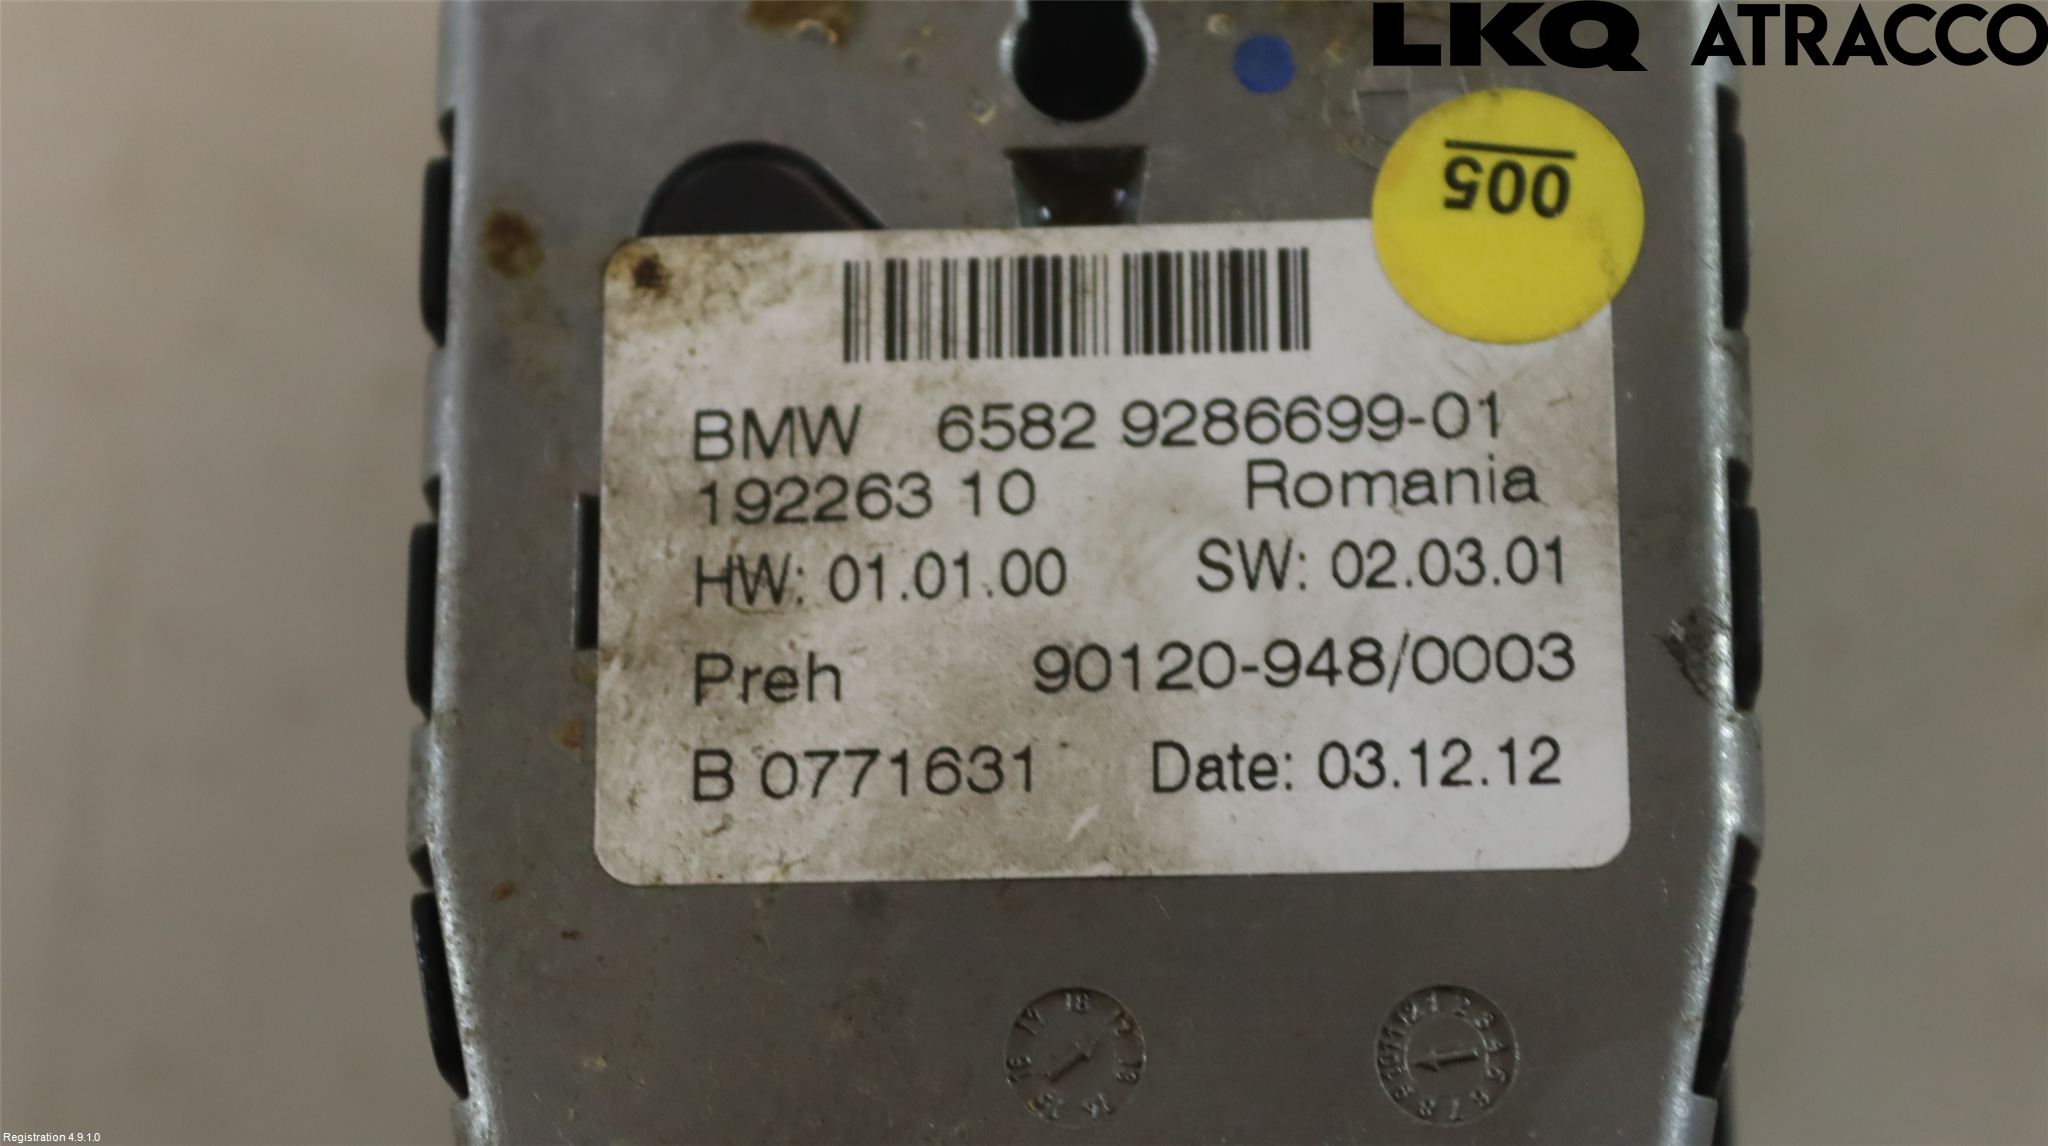 LKQ ATRACCO
005
BMW 6582 9286699-01
192263 10 Romania
HW: 01.01.00 SW: 02.03.01
Preh 90120-948/0003
B 0771631 Date: 03.12.12
Registration 4.9.1.0